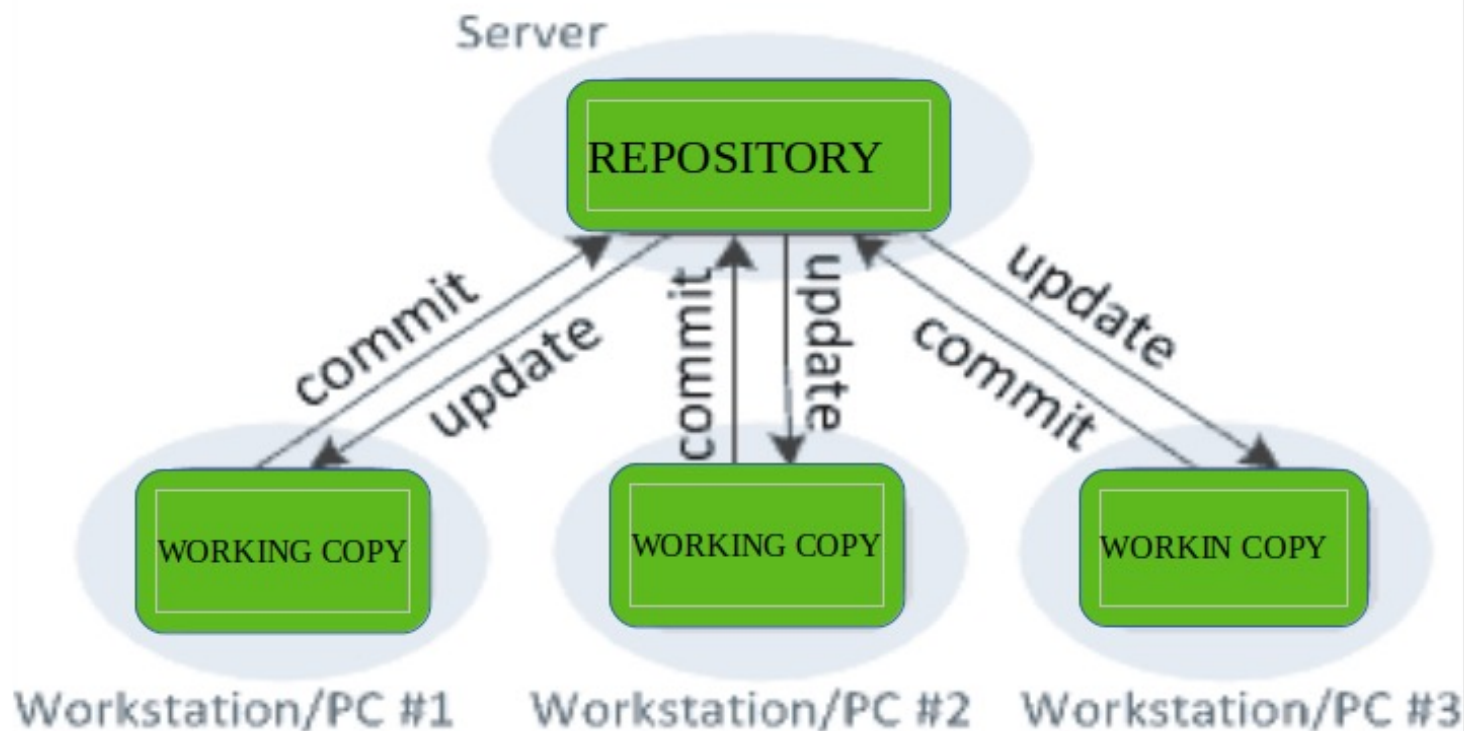 Server
REPOSITORY
commit
update
commit
update
commit
update
WORKING COPY
WORKING COPY
WORKIN COPY
Workstation/PC #1
Workstation/PC #2
Workstation/PC #3